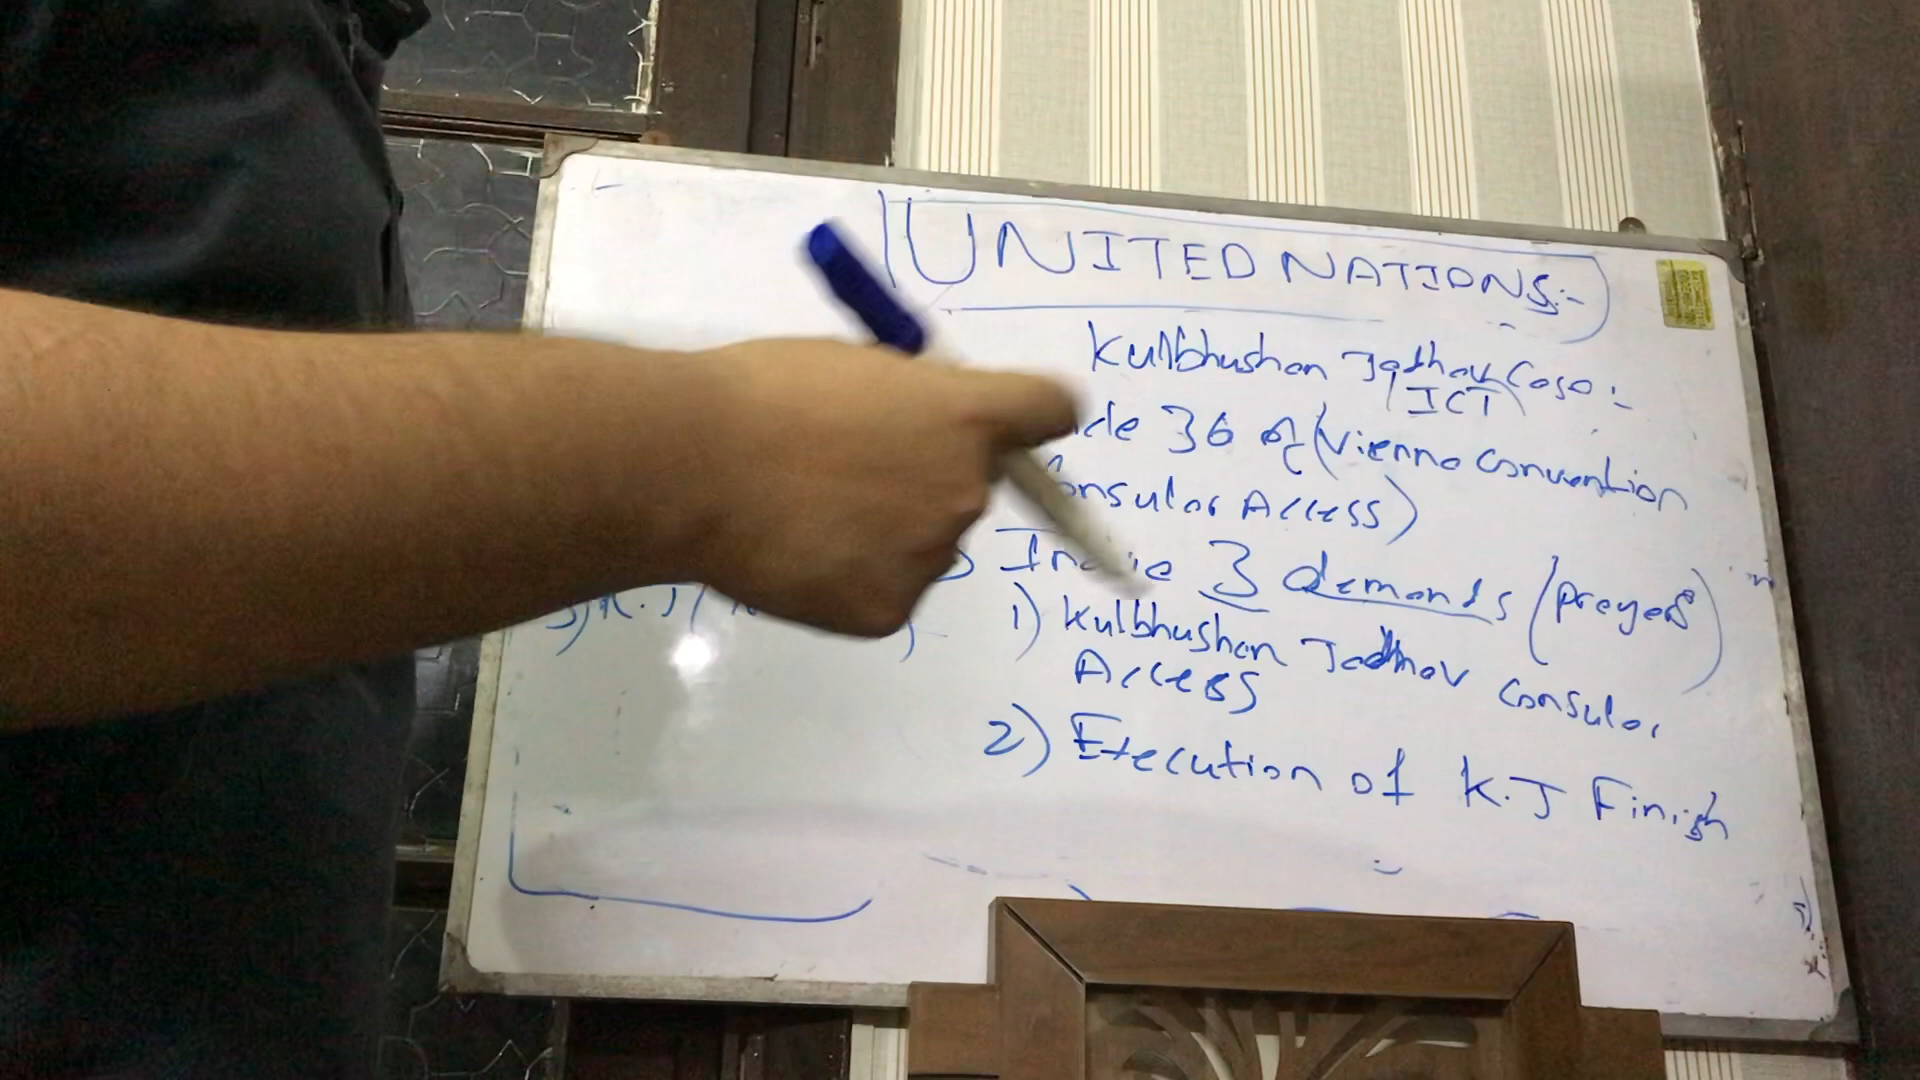 UNITED NATIONS:-
Kulbhushan Jadhav Case:-
ICJ
36 of (Vienna Convention
Consular Access)
3 demands (prayers)
1) Kulbhushan Jadhav Consular
Access
2) Execution of K.J Finish